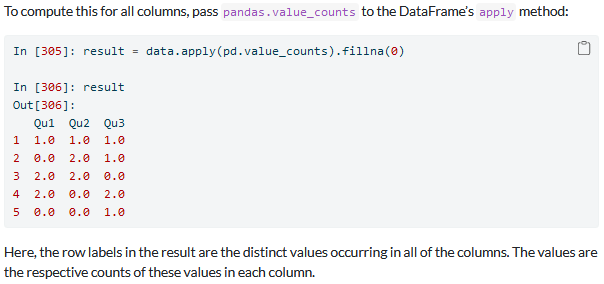 To compute this for all columns, pass pandas.value_counts to the DataFrame's apply method:
In [305]: result = data.apply(pd.value_counts).fillna(0)
In [306]: result
Out[306]:
   Qu1  Qu2  Qu3
1  1.0  1.0  1.0
2  0.0  2.0  1.0
3  2.0  2.0  0.0
4  2.0  0.0  2.0
5  0.0  0.0  1.0
Here, the row labels in the result are the distinct values occurring in all of the columns. The values are
the respective counts of these values in each column.